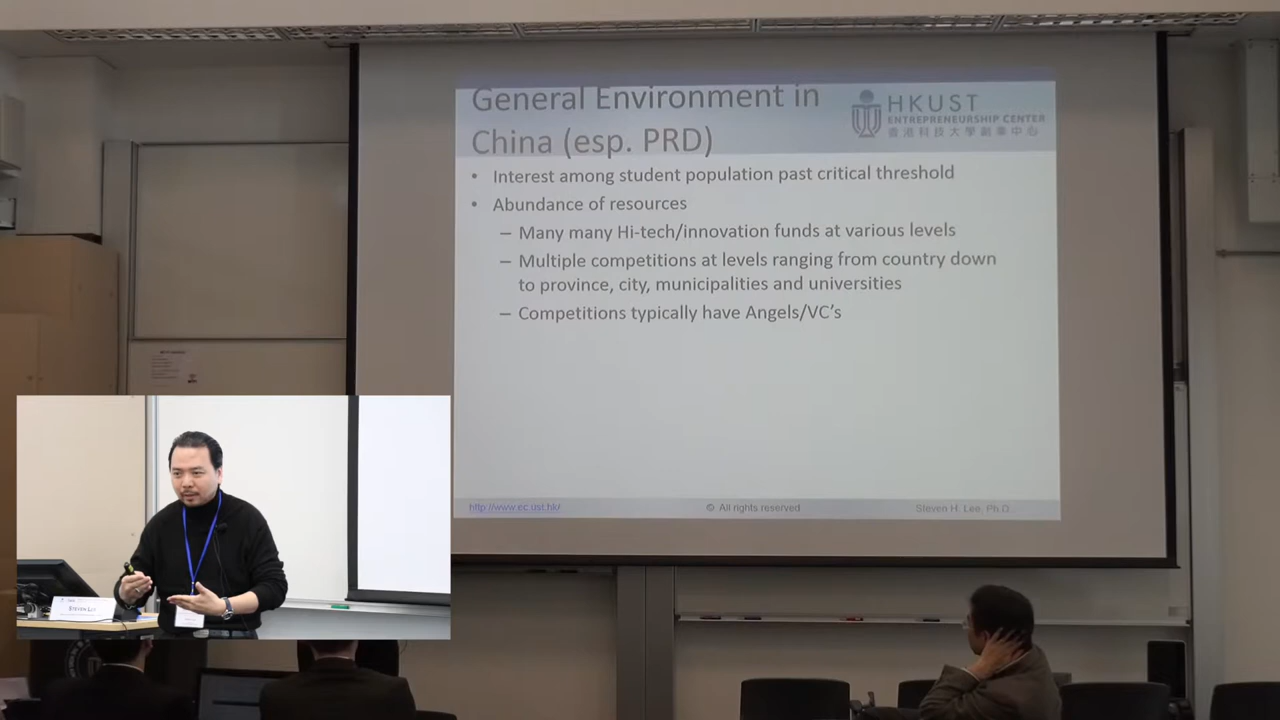 General Environment in
China (esp. PRD)
HKUST
ENTREPRENEURSHIP CENTER
香港科技大學創業中心
• Interest among student population past critical threshold
• Abundance of resources
– Many many Hi-tech/innovation funds at various levels
– Multiple competitions at levels ranging from country down
to province, city, municipalities and universities
– Competitions typically have Angels/VC's
http://www.ec.ust.hk/
© All rights reserved
Steven H. Lee, Ph.D.
STEVEN LEE